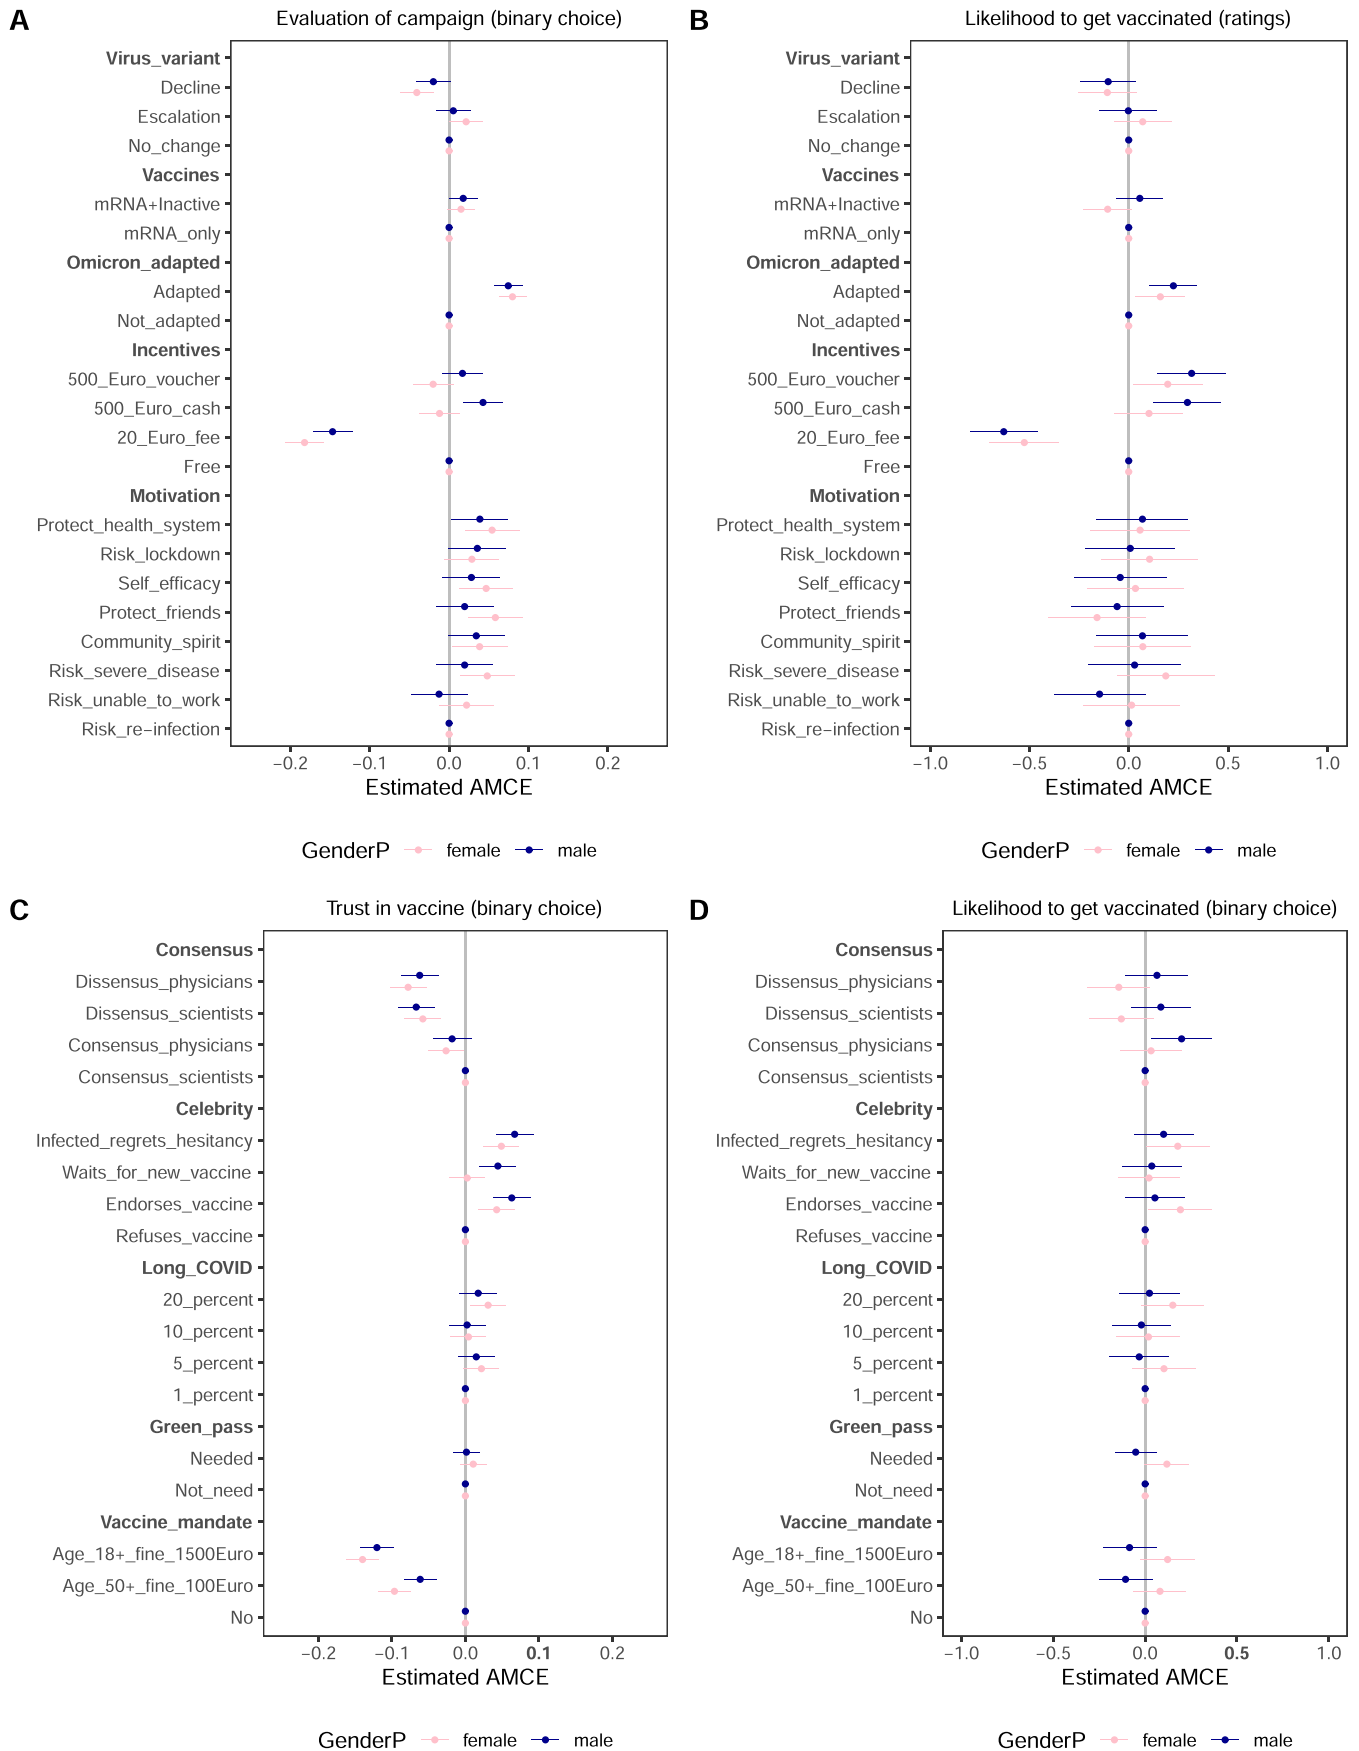 A
Evaluation of campaign (binary choice)
Virus_variant
Decline
Escalation
No_change
Vaccines
mRNA+Inactive
mRNA_only
Omicron_adapted
Adapted
Not_adapted
Incentives
500_Euro_voucher
500_Euro_cash
20_Euro_fee
Free
Motivation
Protect_health_system
Risk_lockdown
Self_efficacy
Protect_friends
Community_spirit
Risk_severe_disease
Risk_unable_to_work
Risk_re−infection
−0.2 −0.1 0.0 0.1 0.2
Estimated AMCE
GenderP female male
B
Likelihood to get vaccinated (ratings)
Virus_variant
Decline
Escalation
No_change
Vaccines
mRNA+Inactive
mRNA_only
Omicron_adapted
Adapted
Not_adapted
Incentives
500_Euro_voucher
500_Euro_cash
20_Euro_fee
Free
Motivation
Protect_health_system
Risk_lockdown
Self_efficacy
Protect_friends
Community_spirit
Risk_severe_disease
Risk_unable_to_work
Risk_re−infection
−1.0 −0.5 0.0 0.5 1.0
Estimated AMCE
GenderP female male
C
Trust in vaccine (binary choice)
Consensus
Dissensus_physicians
Dissensus_scientists
Consensus_physicians
Consensus_scientists
Celebrity
Infected_regrets_hesitancy
Waits_for_new_vaccine
Endorses_vaccine
Refuses_vaccine
Long_COVID
20_percent
10_percent
5_percent
1_percent
Green_pass
Needed
Not_need
Vaccine_mandate
Age_18+_fine_1500Euro
Age_50+_fine_100Euro
No
−0.2 −0.1 0.0 0.1 0.2
Estimated AMCE
GenderP female male
D
Likelihood to get vaccinated (binary choice)
Consensus
Dissensus_physicians
Dissensus_scientists
Consensus_physicians
Consensus_scientists
Celebrity
Infected_regrets_hesitancy
Waits_for_new_vaccine
Endorses_vaccine
Refuses_vaccine
Long_COVID
20_percent
10_percent
5_percent
1_percent
Green_pass
Needed
Not_need
Vaccine_mandate
Age_18+_fine_1500Euro
Age_50+_fine_100Euro
No
−1.0 −0.5 0.0 0.5 1.0
Estimated AMCE
GenderP female male